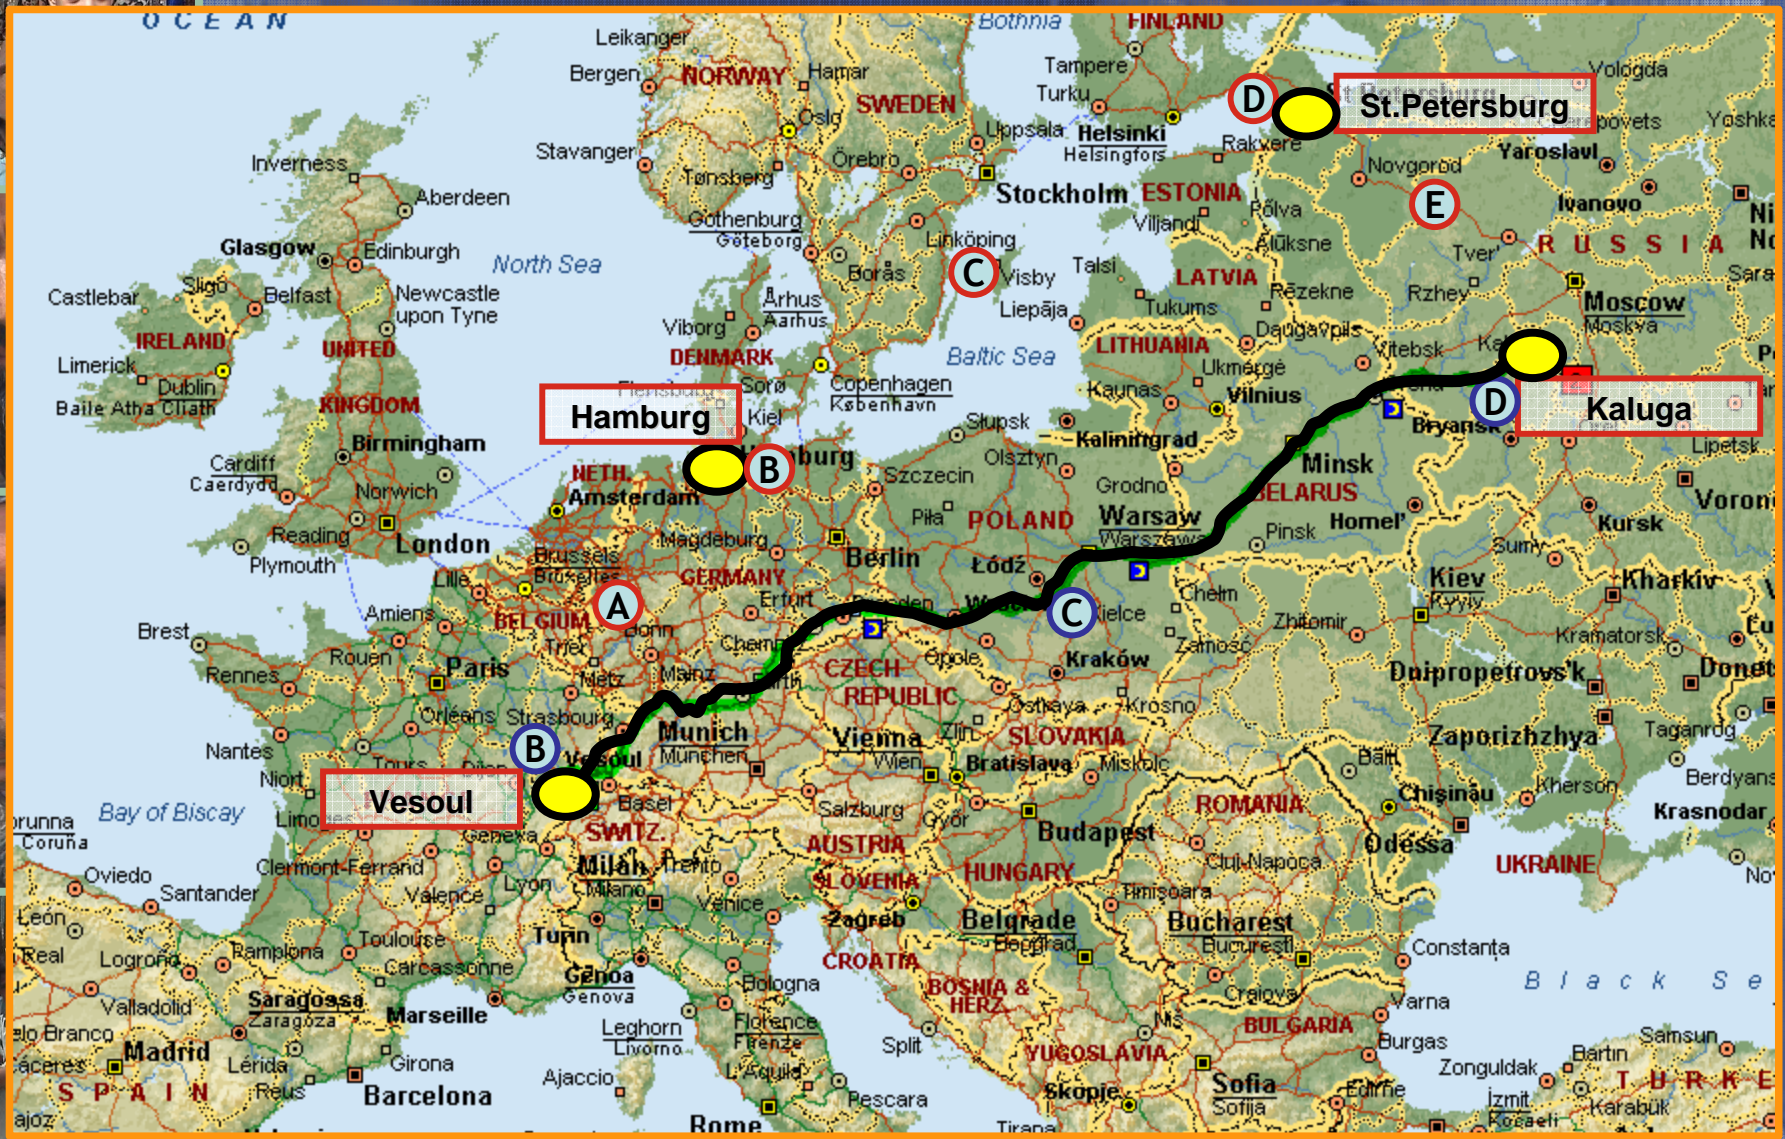 OCEAN
Bothnia
FINLAND
Leikanger
Bergen
NORWAY
Hamar
SWEDEN
Tampere
Turku
Vologda
D
St.Petersburg
Yoshka
Oslo
Uppsala
Helsinki
Helsingfors
Rakvere
Stavanger
Örebro
Novgorod
Yaroslavl
Inverness
Tønsberg
Stockholm
ESTONIA
Aberdeen
Viljandi
Põlva
E
Ivanovo
Gothenburg
Göteborg
Linköping
Alūksne
RUSSIA
Glasgow
Edinburgh
North Sea
Borås
C
Visby
Talsi
LATVIA
Tver'
Sligo
Belfast
Castlebar
Newcastle
upon Tyne
Århus
Aarhus
Liepāja
Tukums
Rēzekne
Rzhev
Moscow
Moskva
IRELAND
UNITED
Viborg
DENMARK
Baltic Sea
LITHUANIA
Daugavpils
Vitebsk
Limerick
Dublin
Baile Atha Cliath
KINGDOM
Sorø
Copenhagen
København
Ukmergė
Kaunas
Vilnius
D
Kaluga
Hamburg
Kiel
Słupsk
Kaliningrad
Bryansk
Lipetsk
Birmingham
Cardiff
Caerdydd
Norwich
NETH.
Amsterdam
B
Szczecin
Olsztyn
Grodno
Minsk
BELARUS
Reading
London
Plymouth
Magdeburg
Berlin
Piła
POLAND
Warsaw
Warszawa
Pinsk
Homel'
Kursk
Sumy
Brussels
Bruxelles
Lille
GERMANY
Łódź
Kiev
Kyyiv
Kharkiv
Amiens
BELGIUM
A
Bonn
Erfurt
C
Kielce
Chełm
Zhitomir
Brest
Rouen
Trier
Opole
Zamość
Kramatorsk
Rennes
Paris
Metz
Mainz
CZECH
REPUBLIC
Kraków
Dnipropetrovs'k
Ostrava
Krosno
Orléans
Strasbourg
Munich
München
Vienna
Wien
Zlín
SLOVAKIA
Zaporizhzhya
Taganrog
Nantes
Tours
B
Vesoul
Bratislava
Miskolc
Bălţi
Niort
Vesoul
Basel
Salzburg
Győr
ROMANIA
Chişinău
Kherson
Berdyans
Bay of Biscay
Geneva
SWITZ.
AUSTRIA
Budapest
Odessa
Krasnodar
Coruña
Oviedo
Santander
Clermont-Ferrand
Lyon
Milan
Milano
Trento
SLOVENIA
HUNGARY
Cluj-Napoca
UKRAINE
Valence
Venice
Zagreb
Timişoara
León
Turin
Belgrade
Beograd
Bucharest
Bucureşti
Pamplona
Toulouse
Logroño
Carcassonne
CROATIA
Constanţa
Genoa
Genova
Bologna
BOSNIA &
HERZ.
Craiova
Black Se
Valladolid
Saragossa
Zaragoza
Marseille
Leghorn
Livorno
Florence
Firenze
Niš
Varna
BULGARIA
Split
YUGOSLAVIA
Burgas
Samsun
Madrid
Lérida
Girona
Ajaccio
L'Aquila
Zonguldak
Bartın
SPAIN
Reus
Barcelona
Pescara
Skopje
Sofia
Sofija
Edirne
İzmit
Kocaeli
Karabük
TURKE
Rome
Tirana